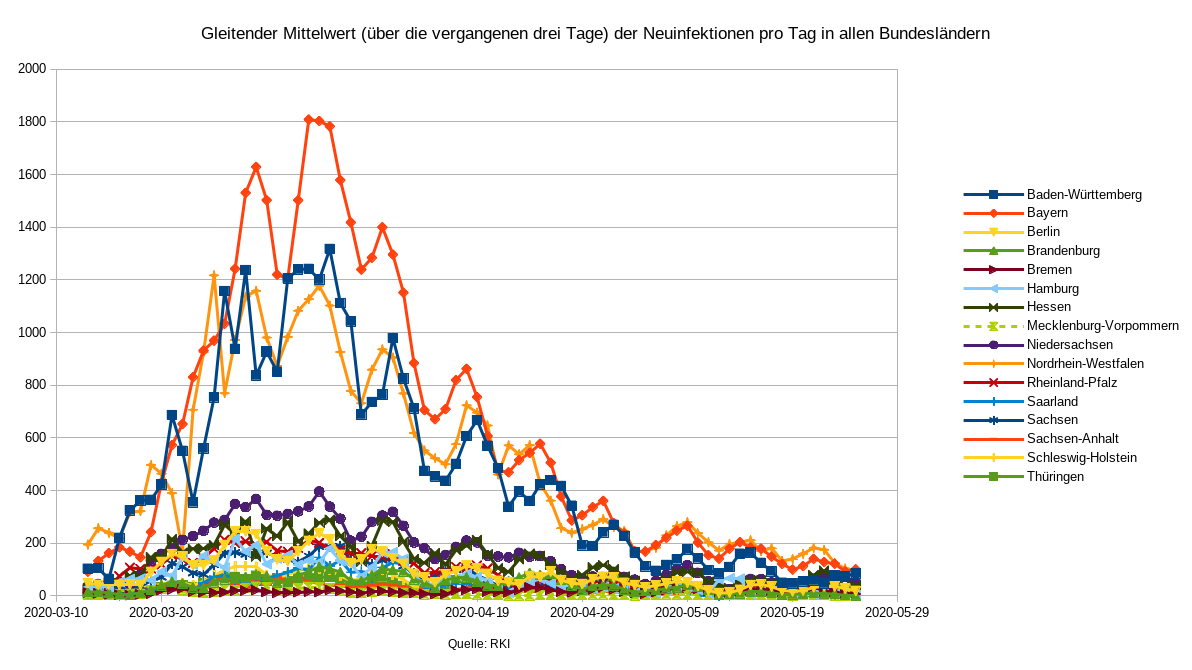 Gleitender Mittelwert (über die vergangenen drei Tage) der Neuinfektionen pro Tag in allen Bundesländern
2000
1800
1600
1400
1200
1000
800
600
400
200
0
2020-03-10 2020-03-20 2020-03-30 2020-04-09 2020-04-19 2020-04-29 2020-05-09 2020-05-19 2020-05-29
Baden-Württemberg
Bayern
Berlin
Brandenburg
Bremen
Hamburg
Hessen
Mecklenburg-Vorpommern
Niedersachsen
Nordrhein-Westfalen
Rheinland-Pfalz
Saarland
Sachsen
Sachsen-Anhalt
Schleswig-Holstein
Thüringen
Quelle: RKI